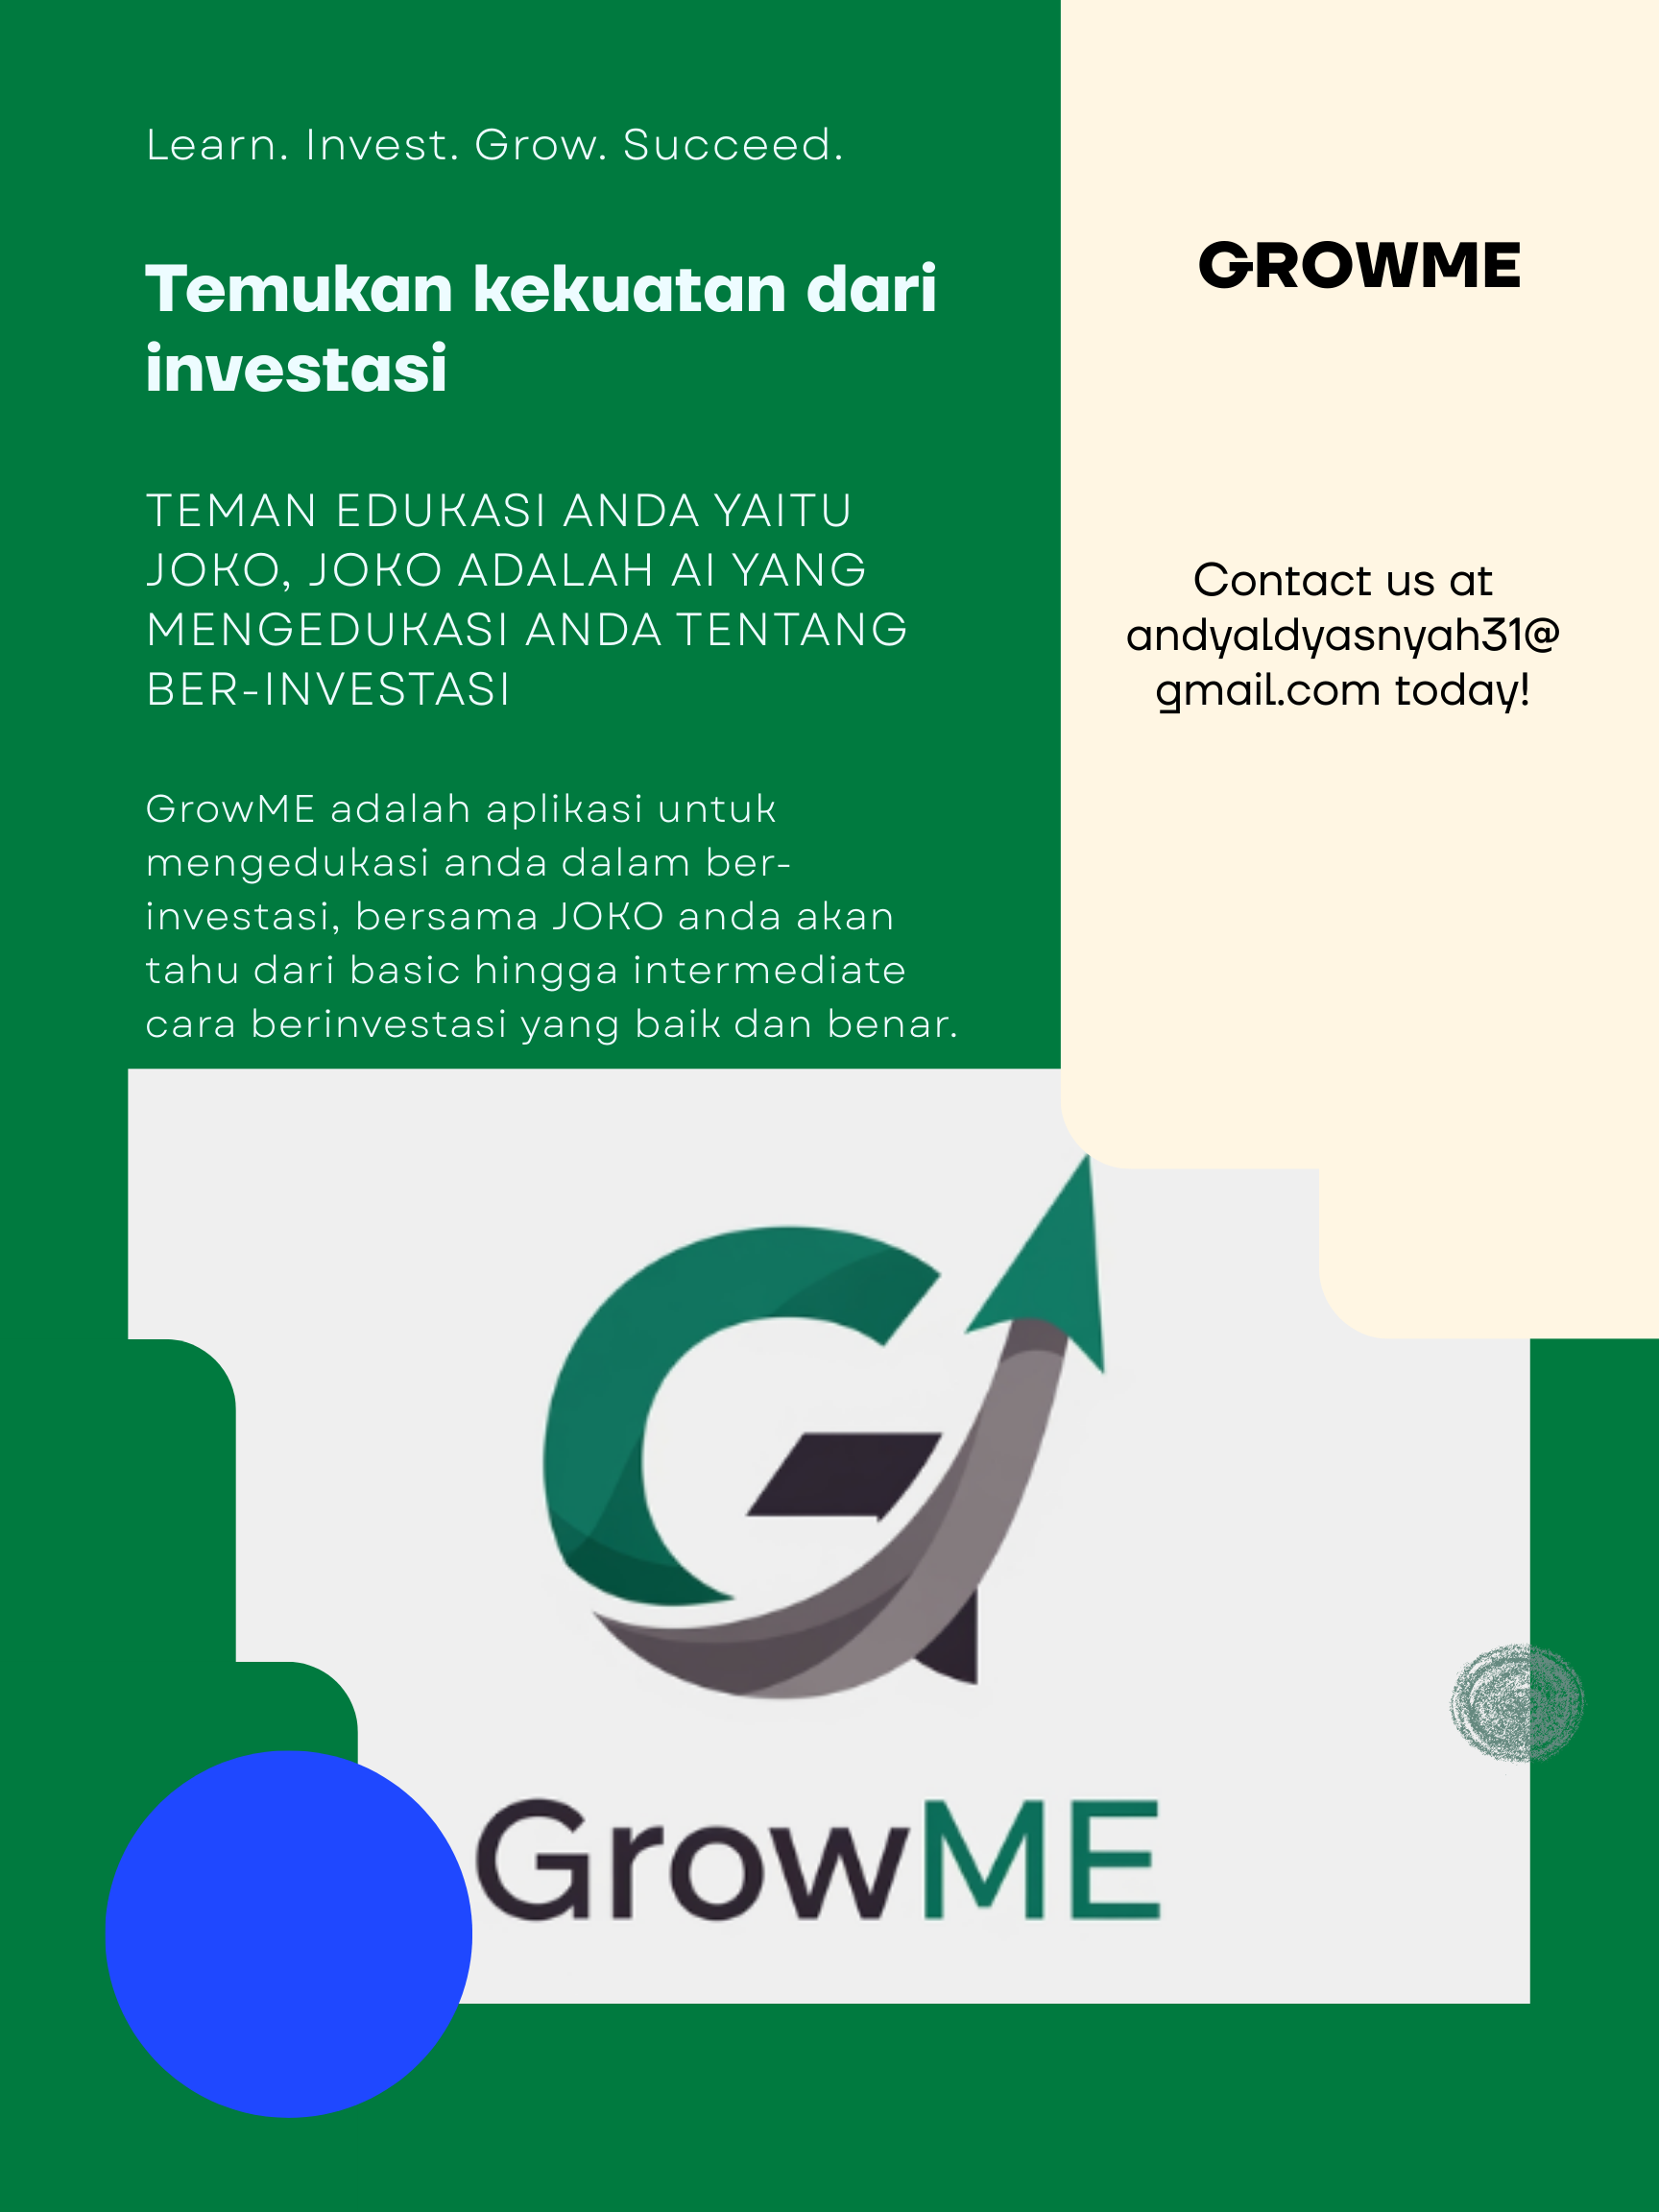 Learn. Invest. Grow. Succeed.
Temukan kekuatan dari
investasi
TEMAN EDUKASI ANDA YAITU
JOKO, JOKO ADALAH AI YANG
MENGEDUKASI ANDA TENTANG
BER-INVESTASI
GrowME adalah aplikasi untuk
mengedukasi anda dalam ber-
investasi, bersama JOKO anda akan
tahu dari basic hingga intermediate
cara berinvestasi yang baik dan benar.
GROWME
Contact us at
andyaldyasnyah31@
gmail.com today!
GrowME